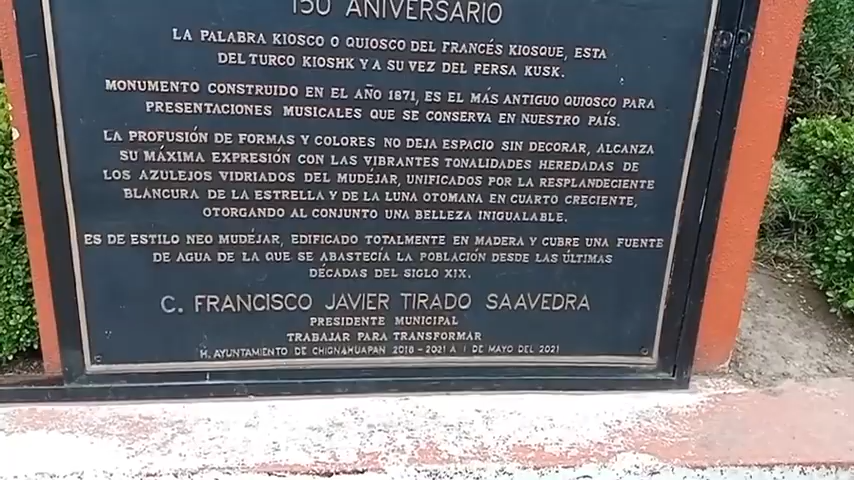 150 ANIVERSARIO
LA PALABRA KIOSCO O QUIOSCO DEL FRANCÉS KIOSQUE, ESTA
DEL TURCO KIOSHK Y A SU VEZ DEL PERSA KUSK.
MONUMENTO CONSTRUIDO EN EL AÑO 1871, ES EL MÁS ANTIGUO QUIOSCO PARA
PRESENTACIONES MUSICALES QUE SE CONSERVA EN NUESTRO PAÍS.
LA PROFUSIÓN DE FORMAS Y COLORES NO DEJA ESPACIO SIN DECORAR, ALCANZA
SU MÁXIMA EXPRESIÓN CON LAS VIBRANTES TONALIDADES HEREDADAS DE
LOS AZULEJOS VIDRIADOS DEL MUDEJAR, UNIFICADAS POR LA RESPLANDECIENTE
BLANCURA DE LA ESTRELLA Y DE LA LUNA OTOMANA EN CUARTO CRECIENTE,
OTORGANDO AL CONJUNTO UNA BELLEZA INIGUALABLE.
ES DE ESTILO NEO MUDEJAR, EDIFICADO TOTALMENTE EN MADERA Y CUBRE UNA FUENTE
DE AGUA DE LA QUE SE ABASTECÍA LA POBLACIÓN DESDE LAS ÚLTIMAS
DÉCADAS DEL SIGLO XIX.
C. FRANCISCO JAVIER TIRADO SAAVEDRA
PRESIDENTE MUNICIPAL
TRABAJAR PARA TRANSFORMAR
H. AYUNTAMIENTO DE CHIGNAHUAPAN 2018 - 2021 A 1 DE MAYO DEL 2021